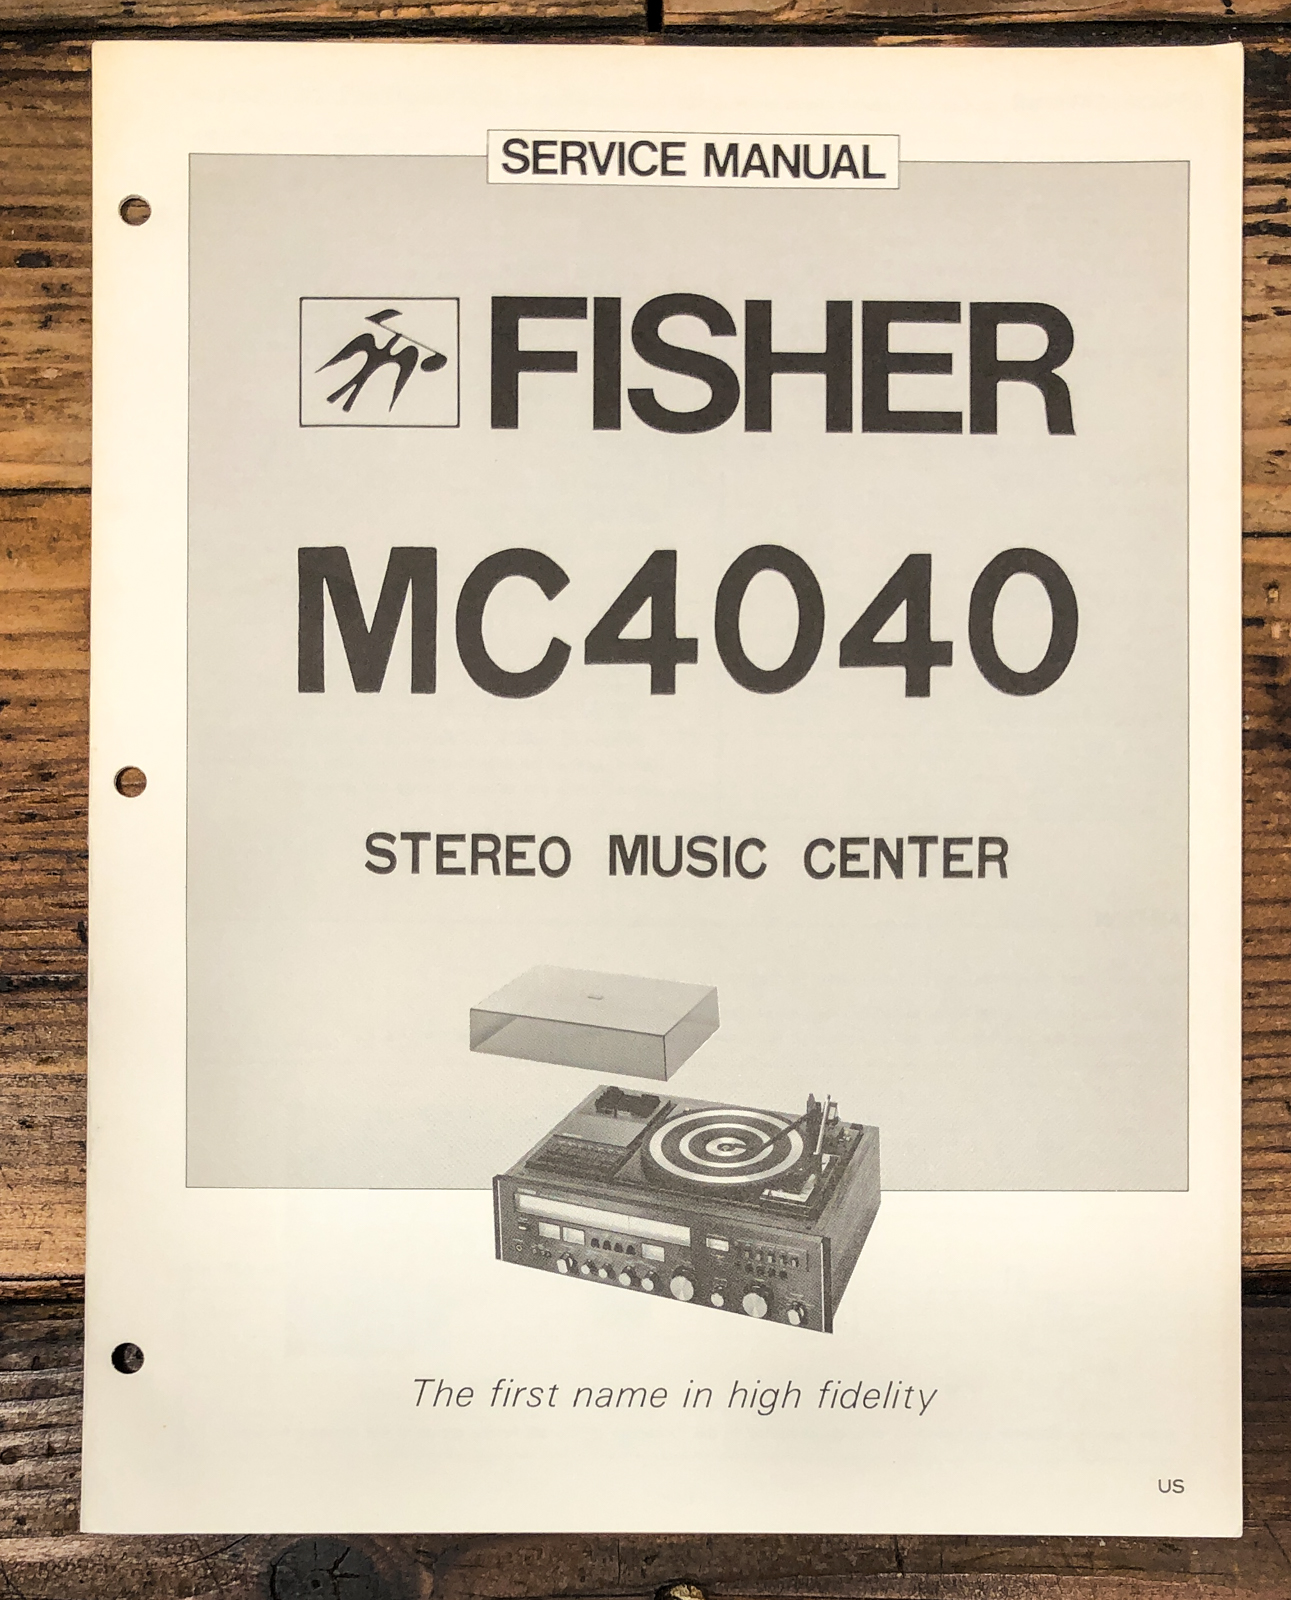 SERVICE MANUAL
FISHER
MC4040
STEREO MUSIC CENTER
The first name in high fidelity
US